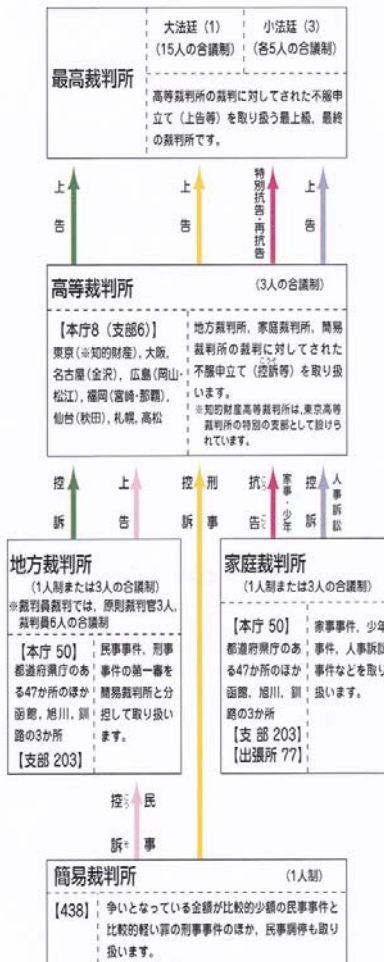 大法廷（1）
（15人の合議制）
小法廷（3）
（各5人の合議制）
最高裁判所
高等裁判所の裁判に対してされた不服申
立て（上告等）を取り扱う最上級，最終
の裁判所です。
上告
上告
特別抗告・再抗告
上告
高等裁判所
（3人の合議制）
【本庁8（支部6）】
東京（※知的財産），大阪，
名古屋（金沢），広島（岡山・
松江），福岡（宮崎・那覇），
仙台（秋田），札幌，高松
地方裁判所，家庭裁判所，簡易
裁判所の裁判に対してされた
不服申立て（控訴等）を取り扱
こうそ
います。
※知的財産高等裁判所は，東京高等
裁判所の特別の支部として設けら
れています。
控訴
上告
控訴
刑事
抗告
こうこく
家事・少年
控訴
人事訴訟
地方裁判所
（1人制または3人の合議制）
※裁判員裁判では，原則裁判官3人，
裁判員6人の合議制
【本庁 50】
都道府県庁のあ
る47か所のほか
函館，旭川，釧
路の3か所
【支部 203】
民事事件，刑事
事件の第一審を
簡易裁判所と分
担して取り扱い
ます。
家庭裁判所
（1人制または3人の合議制）
【本庁 50】
都道府県庁のあ
る47か所のほか
函館，旭川，釧
路の3か所
【支部 203】
【出張所 77】
家事事件，少年
事件，人事訴訟
事件などを取り
扱います。
控訴
こうそ
民事
簡易裁判所
（1人制）
【438】
争いとなっている金額が比較的少額の民事事件と
比較的軽い罪の刑事事件のほか，民事調停も取り
扱います。